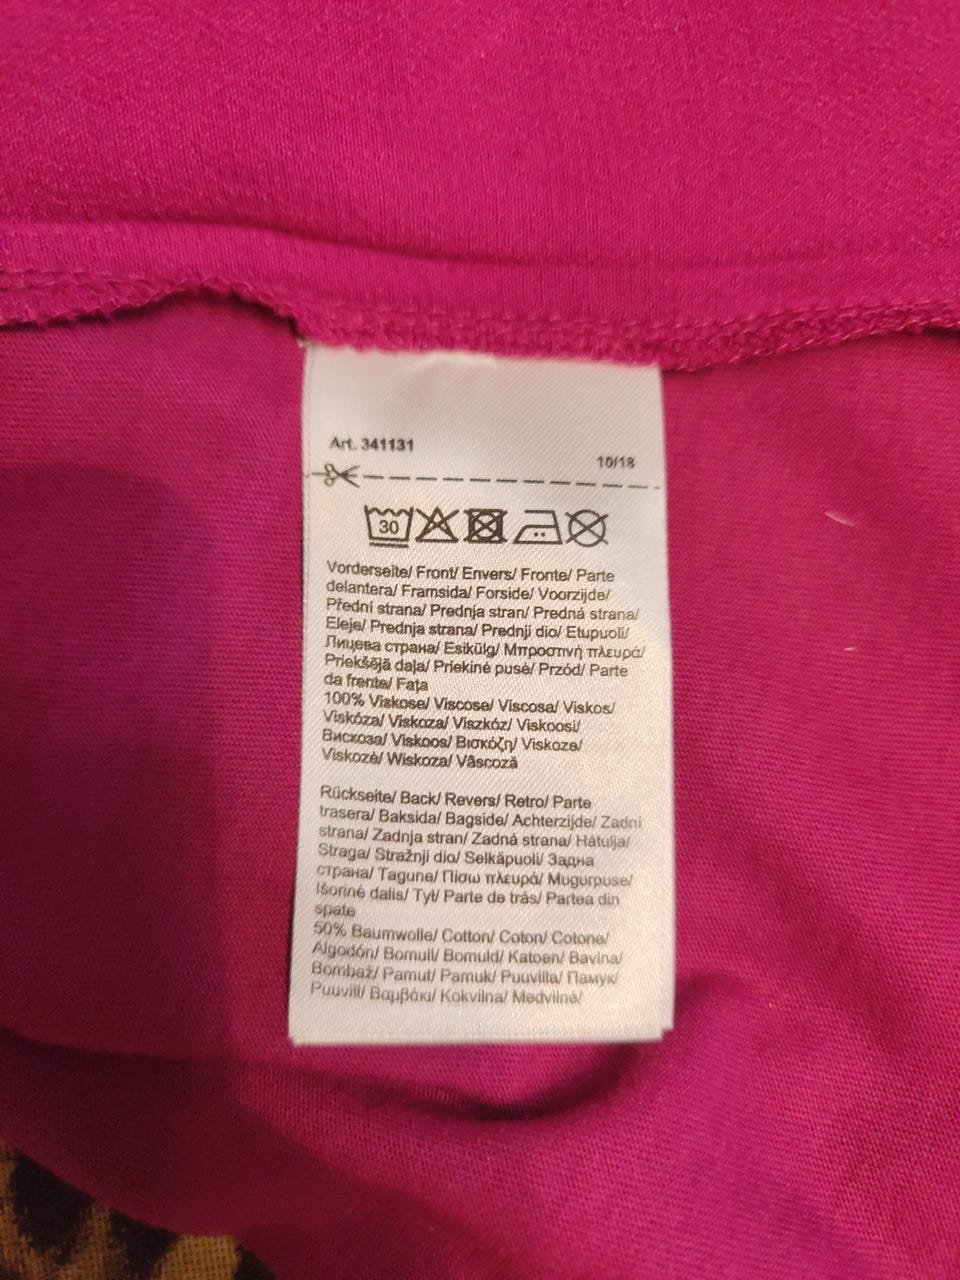 Art. 341131
10/18
30
Vorderseite/ Front/ Envers/ Fronte/ Parte
delantera/ Framsida/ Forside/ Voorzijde/
Přední strana/ Prednja stran/ Predná strana/
Eleje/ Prednja strana/ Prednji dio/ Etupuoli/
Лицева страна/ Esikülg/ Μπροστινή πλευρά/
Priekšējā daļa/ Priekinė pusė/ Przód/ Parte
da frente/ Faţa
100% Viskose/ Viscose/ Viscosa/ Viskos/
Viskóza/ Viskoza/ Viszkóz/ Viskoosi/
Вискоза/ Viskoos/ Βισκόζη/ Viskoze/
Viskozė/ Wiskoza/ Vâscoză
Rückseite/ Back/ Revers/ Retro/ Parte
trasera/ Baksida/ Bagside/ Achterzijde/ Zadní
strana/ Zadnja stran/ Zadná strana/ Hátulja/
Straga/ Stražnji dio/ Selkäpuoli/ Задна
страна/ Tagune/ Πίσω πλευρά/ Mugurpuse/
Išorinė dalis/ Tył/ Parte de trás/ Partea din
spate
50% Baumwolle/ Cotton/ Coton/ Cotone/
Algodón/ Bomull/ Bomuld/ Katoen/ Bavlna/
Bombaž/ Pamut/ Pamuk/ Puuvilla/ Памук/
Puuvill/ Βαμβάκι/ Kokvilna/ Medvilnė/